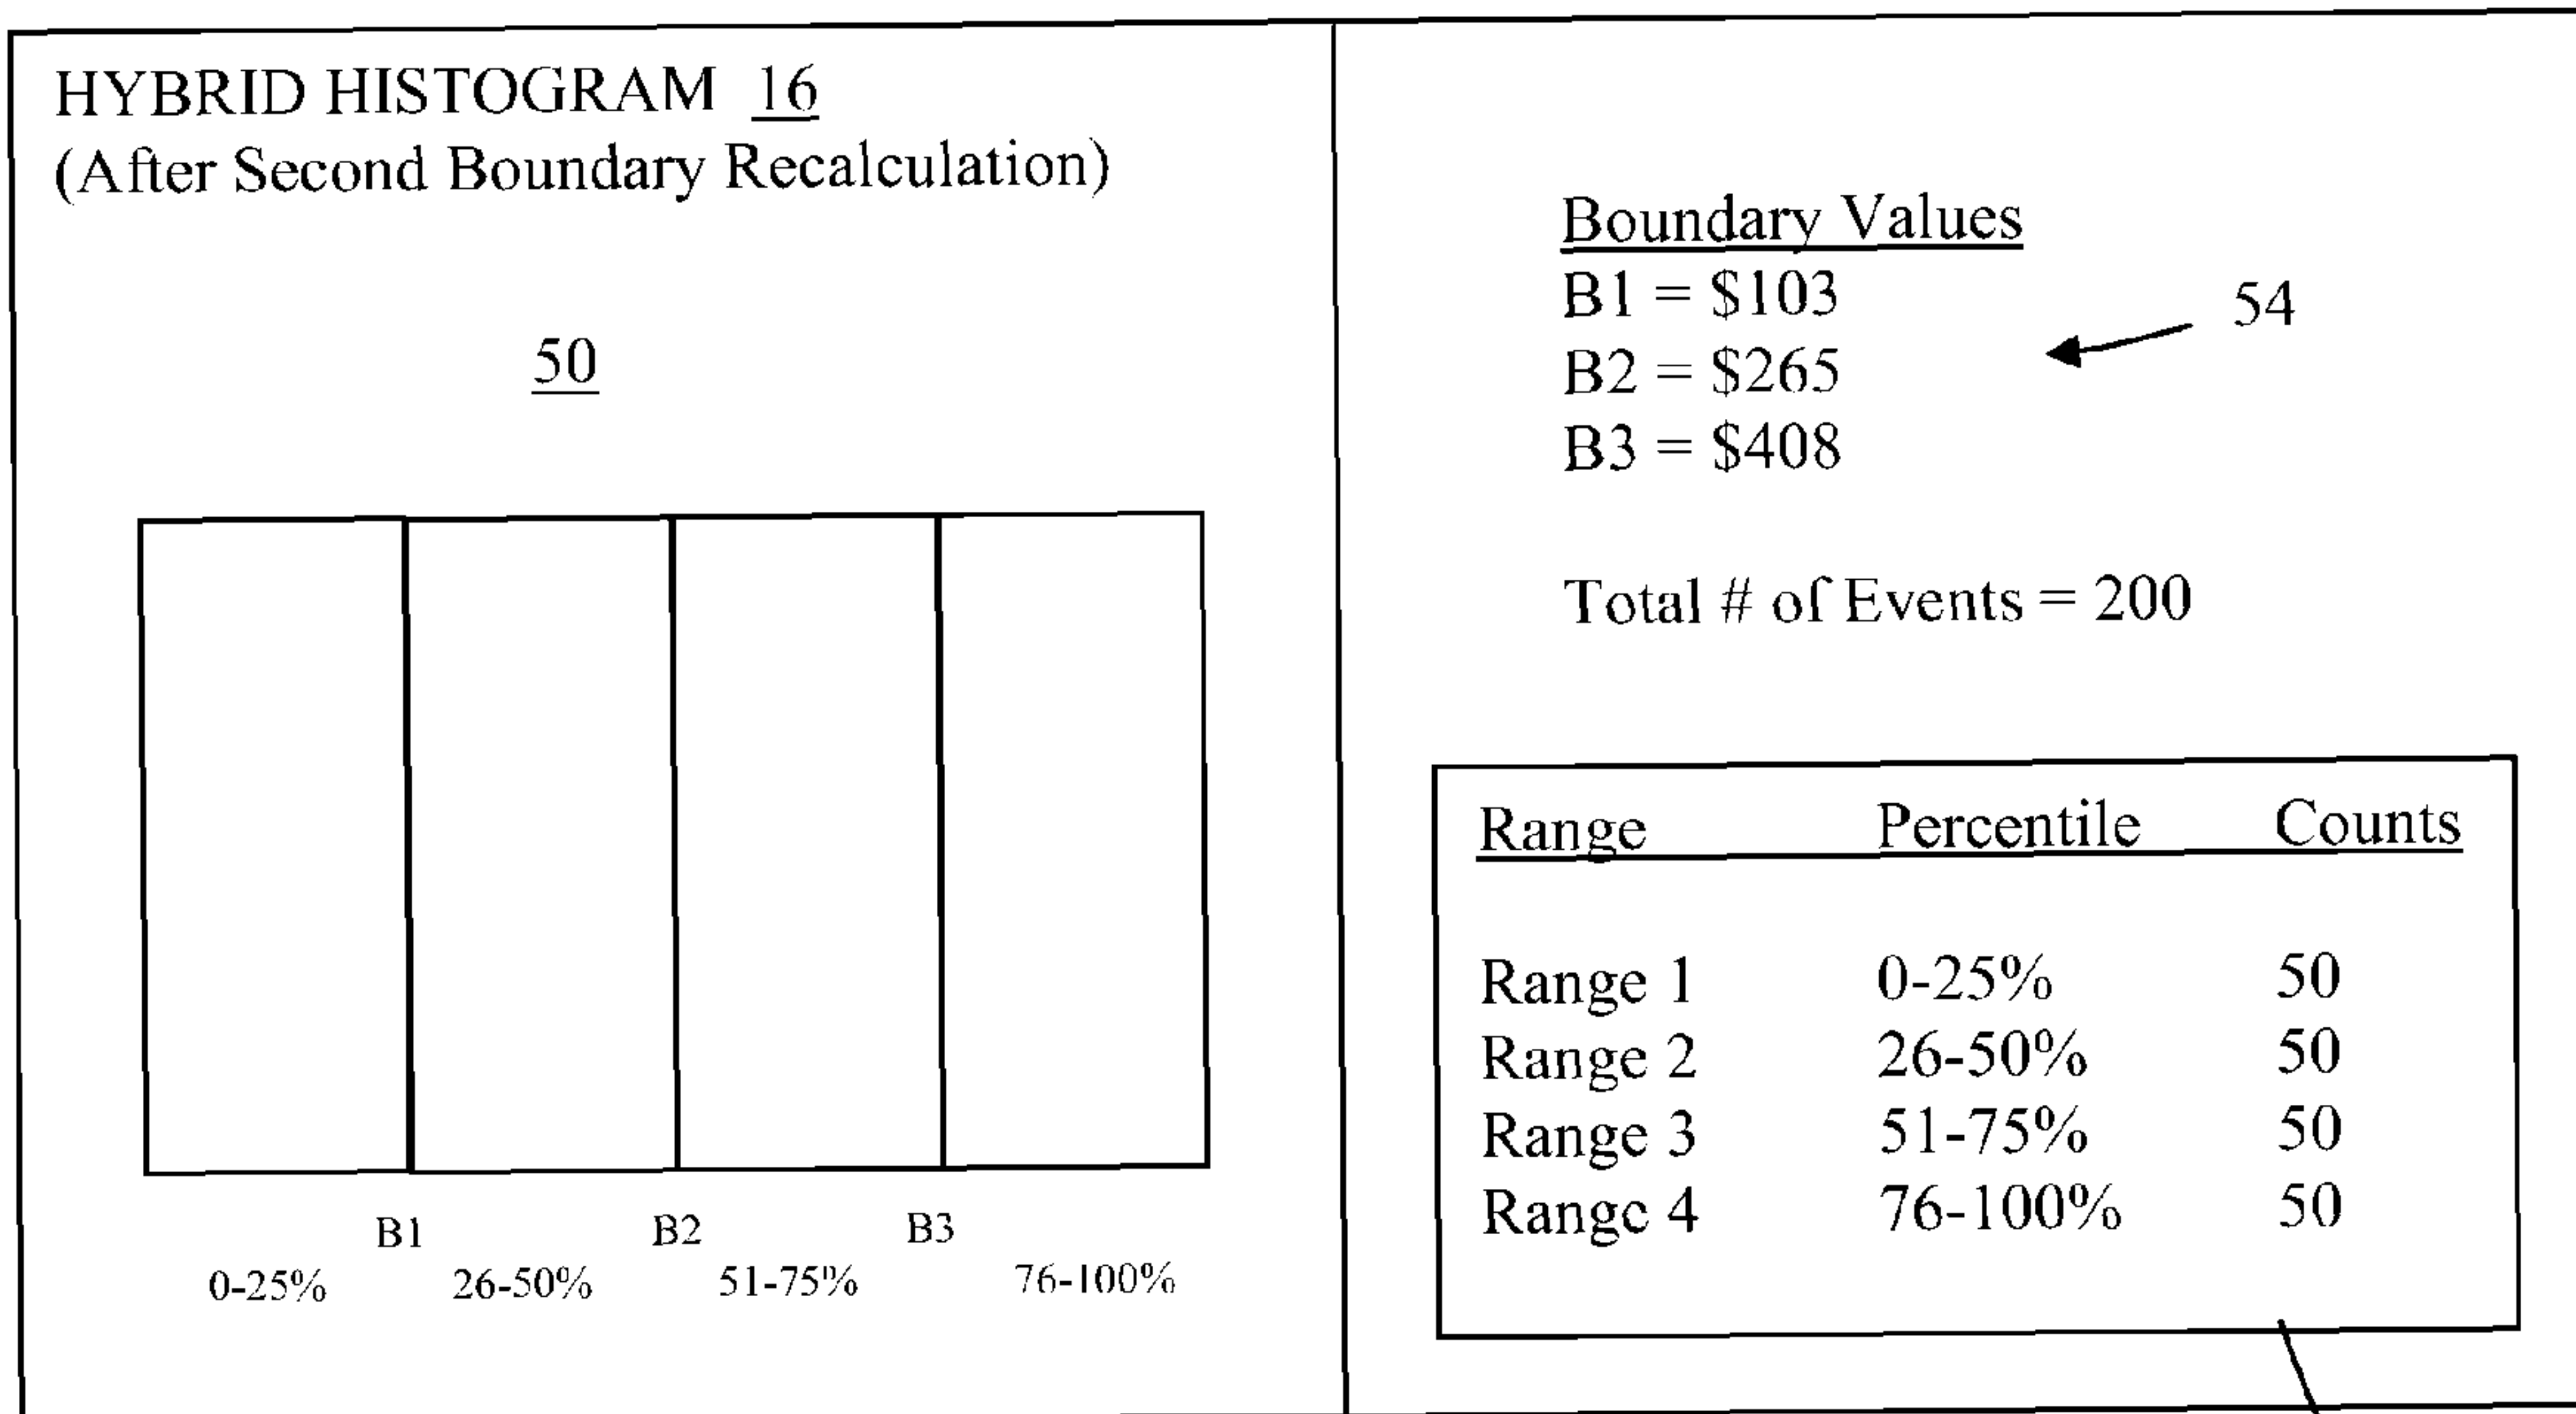 HYBRID HISTOGRAM 16
(After Second Boundary Recalculation)
50
B1 B2 B3
0-25% 26-50% 51-75% 76-100%
Boundary Values
B1 = $103
B2 = $265
B3 = $408
54
Total # of Events = 200
Range Percentile Counts
Range 1 0-25% 50
Range 2 26-50% 50
Range 3 51-75% 50
Range 4 76-100% 50